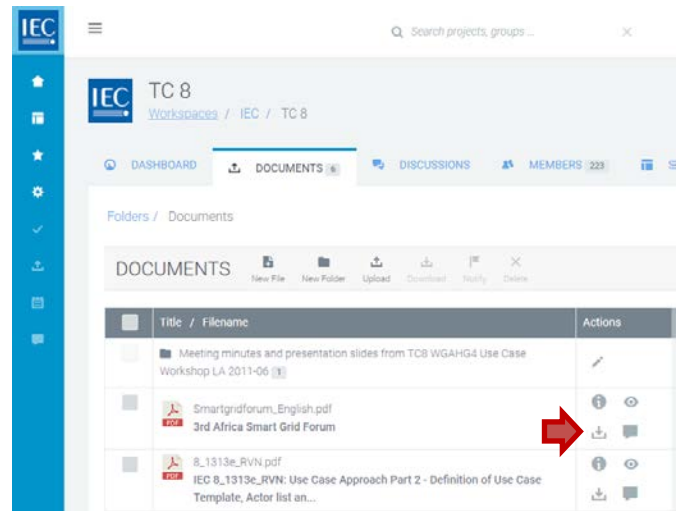 IEC
Search projects, groups ...
IEC
TC 8
Workspaces / IEC / TC 8
DASHBOARD
DOCUMENTS 6
DISCUSSIONS
MEMBERS 223
S
Folders / Documents
DOCUMENTS
New File
New Folder
Upload
Download
Notify
Delete
Title / Filename
Actions
Meeting minutes and presentation slides from TC8 WGAHG4 Use Case
Workshop LA 2011-06 1
PDF
Smartgridforum_English.pdf
3rd Africa Smart Grid Forum
PDF
8_1313e_RVN.pdf
IEC 8_1313e_RVN: Use Case Approach Part 2 - Definition of Use Case
Template, Actor list an...